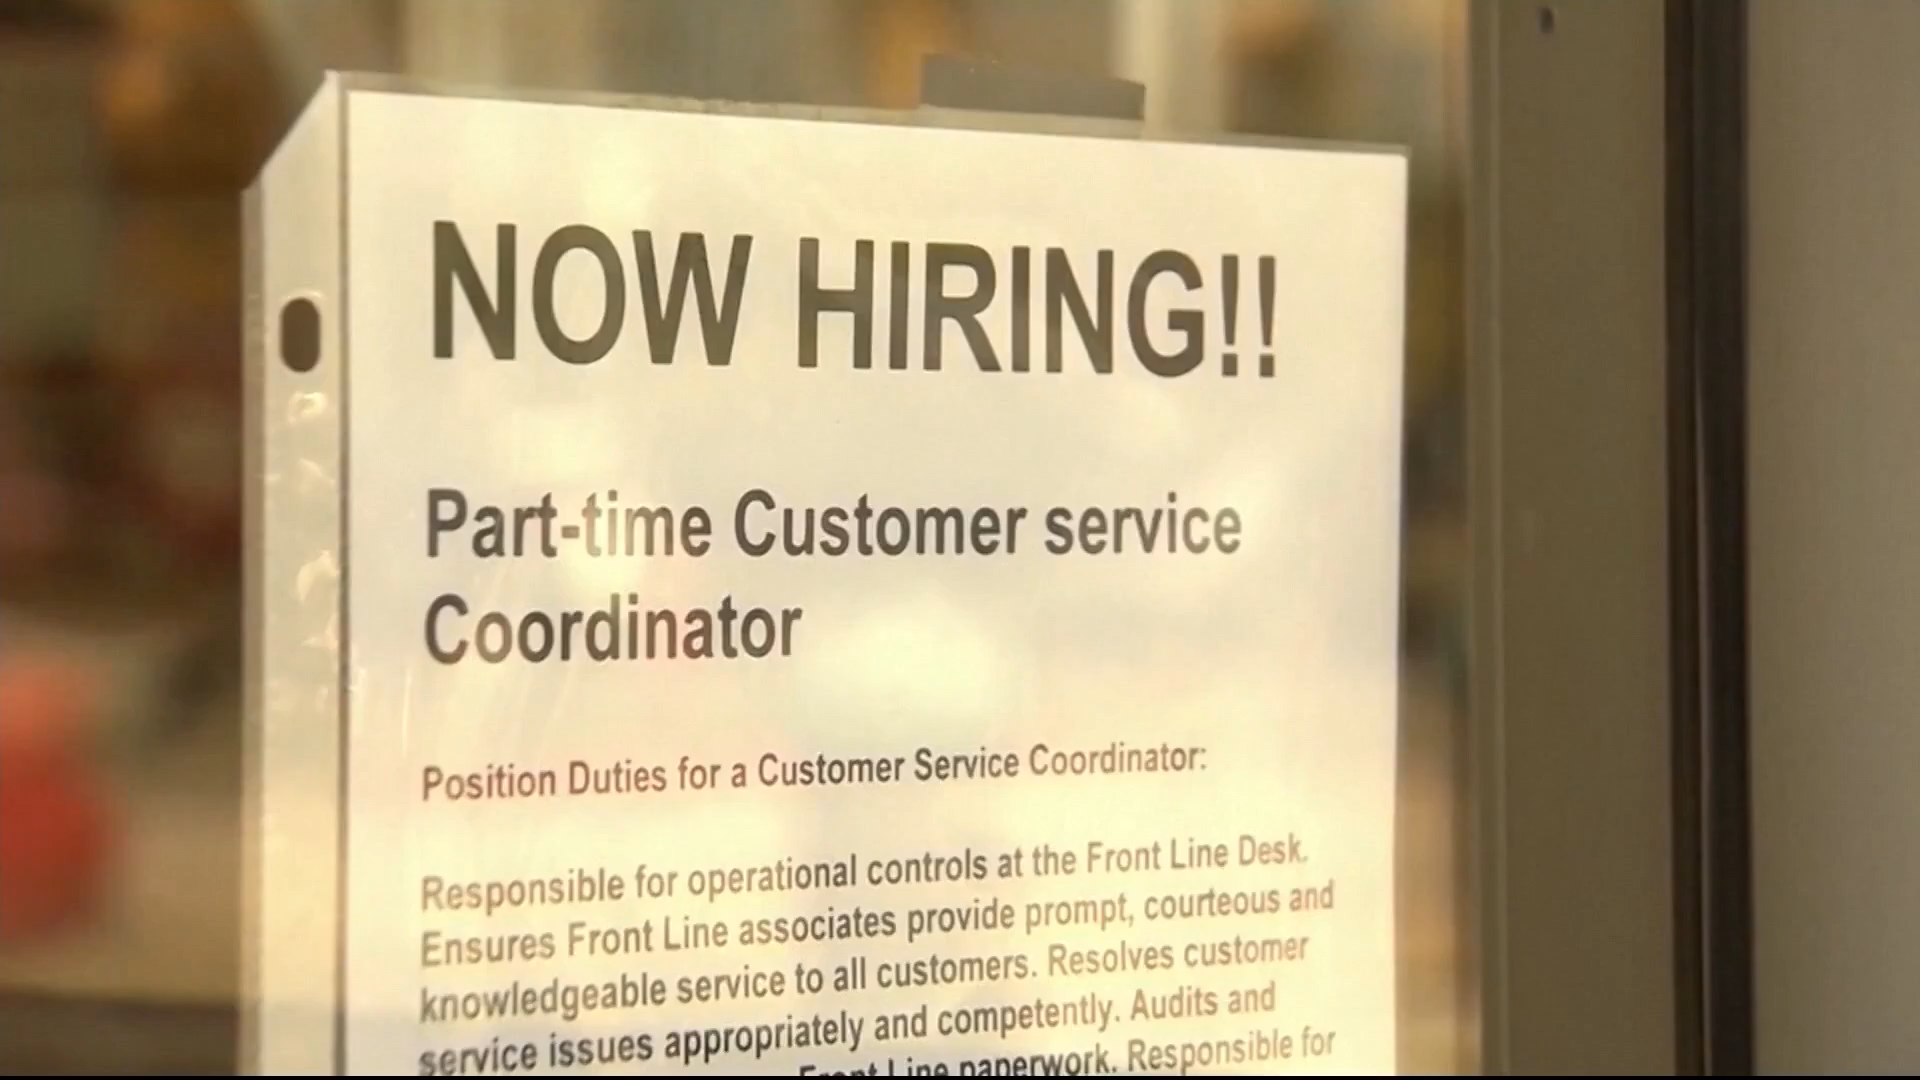 NOW HIRING!!
Part-time Customer service
Coordinator
Position Duties for a Customer Service Coordinator:
Responsible for operational controls at the Front Line Desk.
Ensures Front Line associates provide prompt, courteous and
knowledgeable service to all customers. Resolves customer
service issues appropriately and competently. Audits and
Front Line paperwork. Responsible for